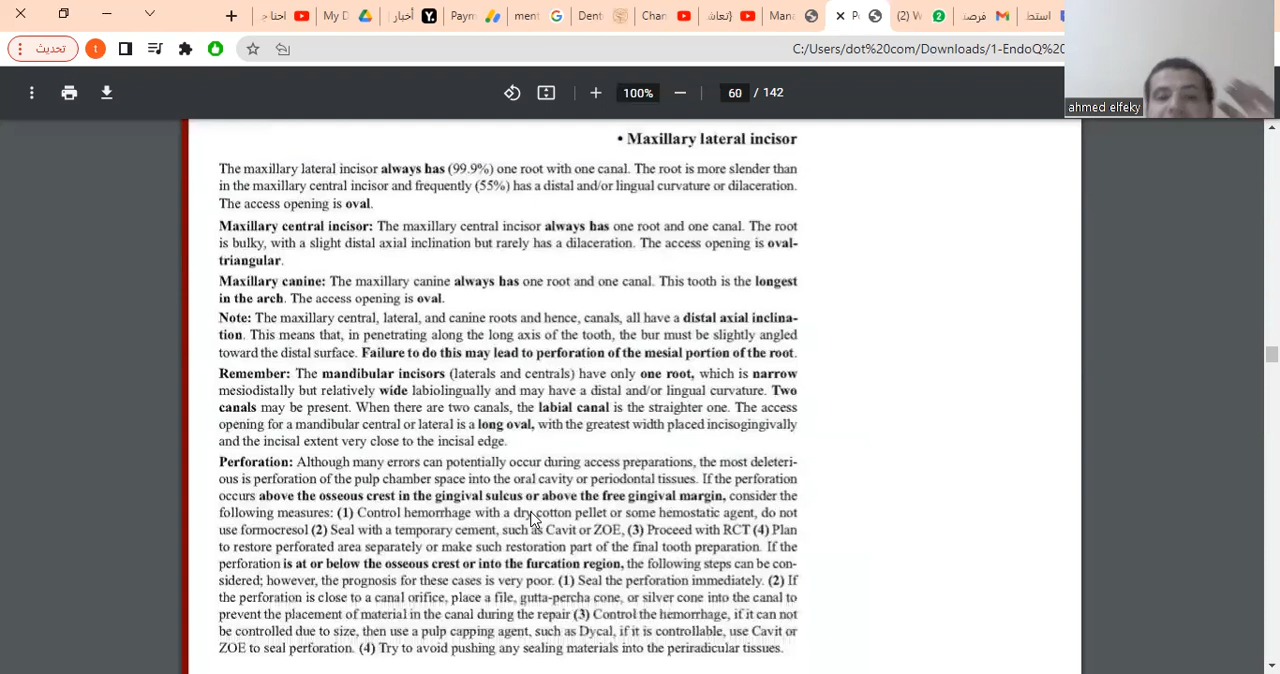 احنا ج
My D
أخبار
Paym
ment
Dent
Chan
تعاش}
Mana
Po
(2) W
2
فرصد
استط
تحديث
t
C:/Users/dot%20com/Downloads/1-EndoQ%20
ahmed elfeky
100%
60 / 142
• Maxillary lateral incisor
The maxillary lateral incisor always has (99.9%) one root with one canal. The root is more slender than
in the maxillary central incisor and frequently (55%) has a distal and/or lingual curvature or dilaceration.
The access opening is oval.
Maxillary central incisor: The maxillary central incisor always has one root and one canal. The root
is bulky, with a slight distal axial inclination but rarely has a dilaceration. The access opening is oval-
triangular.
Maxillary canine: The maxillary canine always has one root and one canal. This tooth is the longest
in the arch. The access opening is oval.
Note: The maxillary central, lateral, and canine roots and hence, canals, all have a distal axial inclina-
tion. This means that, in penetrating along the long axis of the tooth, the bur must be slightly angled
toward the distal surface. Failure to do this may lead to perforation of the mesial portion of the root.
Remember: The mandibular incisors (laterals and centrals) have only one root, which is narrow
mesiodistally but relatively wide labiolingually and may have a distal and/or lingual curvature. Two
canals may be present. When there are two canals, the labial canal is the straighter one. The access
opening for a mandibular central or lateral is a long oval, with the greatest width placed incisogingivally
and the incisal extent very close to the incisal edge.
Perforation: Although many errors can potentially occur during access preparations, the most deleteri-
ous is perforation of the pulp chamber space into the oral cavity or periodontal tissues. If the perforation
occurs above the osseous crest in the gingival sulcus or above the free gingival margin, consider the
following measures: (1) Control hemorrhage with a dry cotton pellet or some hemostatic agent, do not
use formocresol (2) Seal with a temporary cement, such as Cavit or ZOE, (3) Proceed with RCT (4) Plan
to restore perforated area separately or make such restoration part of the final tooth preparation. If the
perforation is at or below the osseous crest or into the furcation region, the following steps can be con-
sidered; however, the prognosis for these cases is very poor. (1) Seal the perforation immediately. (2) If
the perforation is close to a canal orifice, place a file, gutta-percha cone, or silver cone into the canal to
prevent the placement of material in the canal during the repair (3) Control the hemorrhage, if it can not
be controlled due to size, then use a pulp capping agent, such as Dycal, if it is controllable, use Cavit or
ZOE to seal perforation. (4) Try to avoid pushing any sealing materials into the periradicular tissues.